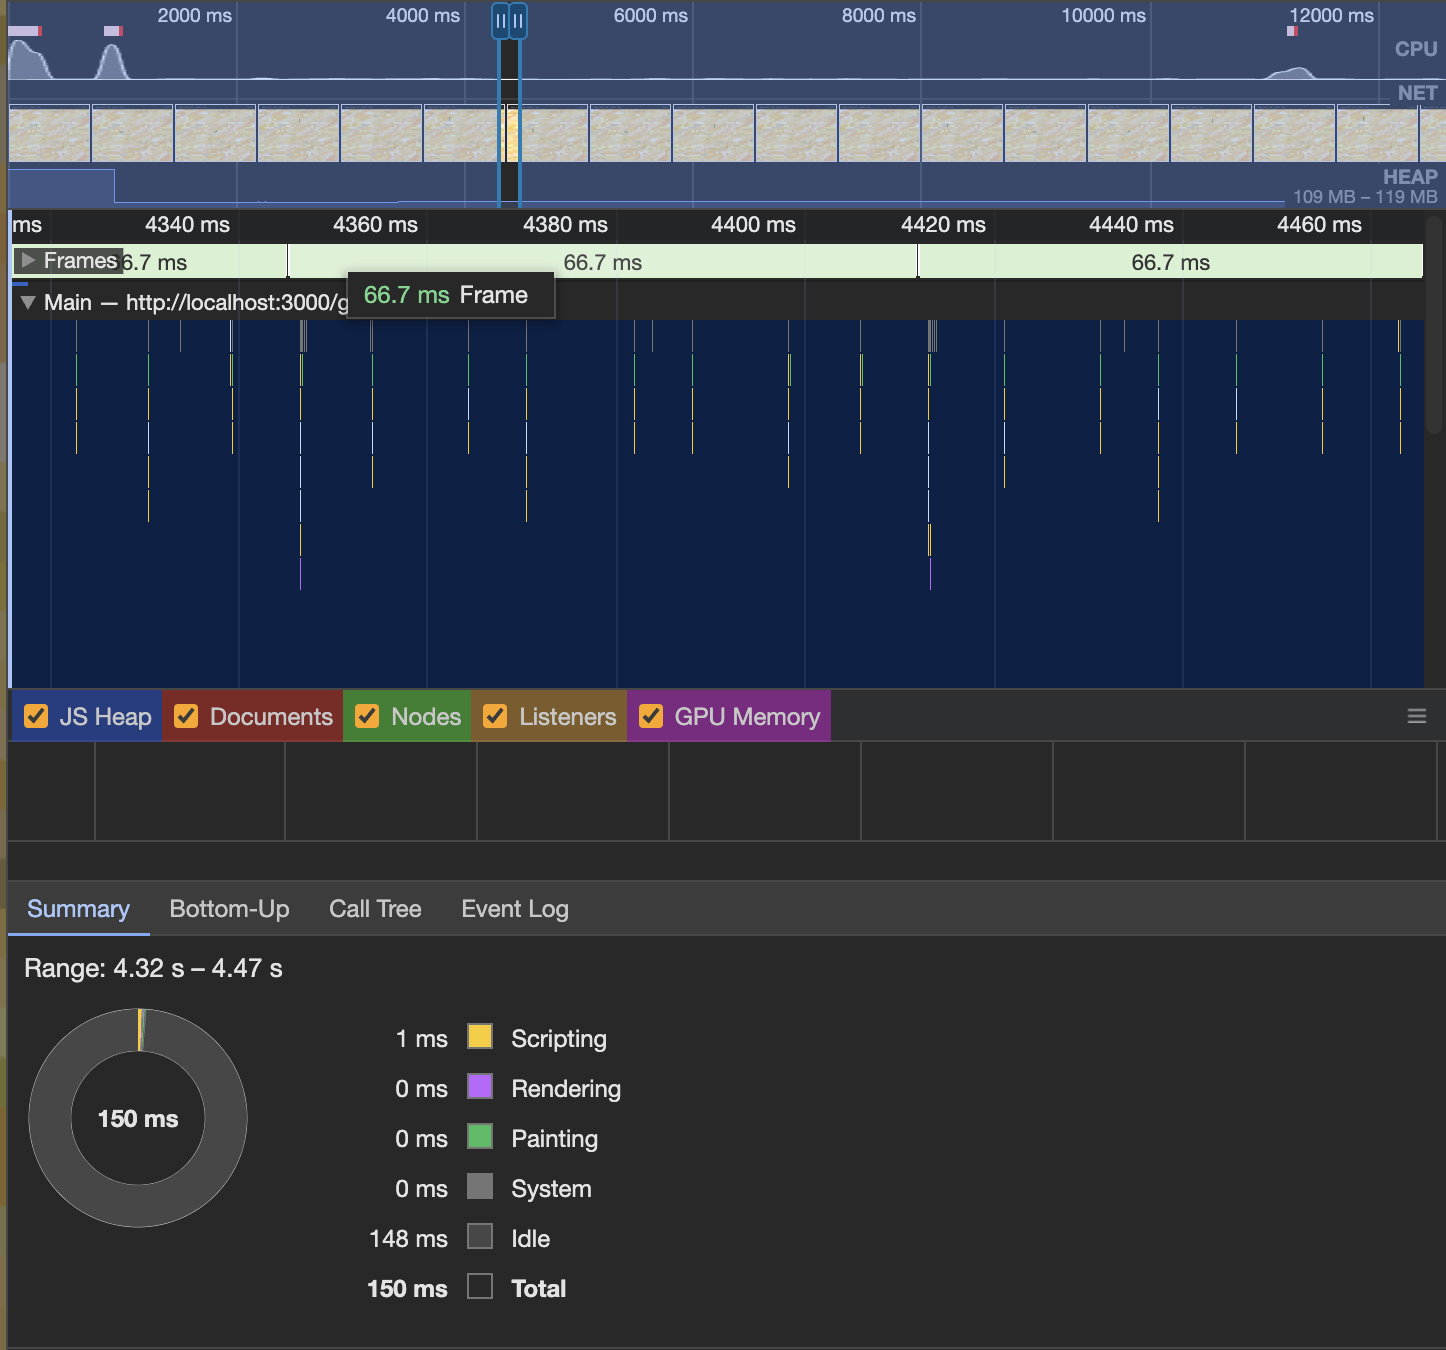 2000 ms 4000 ms 6000 ms 8000 ms 10000 ms 12000 ms
CPU
NET
HEAP
109 MB – 119 MB
ms 4340 ms 4360 ms 4380 ms 4400 ms 4420 ms 4440 ms 4460 ms
Frames 6.7 ms 66.7 ms 66.7 ms
66.7 ms Frame
Main — http://localhost:3000/g
JS Heap Documents Nodes Listeners GPU Memory
Summary Bottom-Up Call Tree Event Log
Range: 4.32 s – 4.47 s
150 ms
1 ms Scripting
0 ms Rendering
0 ms Painting
0 ms System
148 ms Idle
150 ms Total